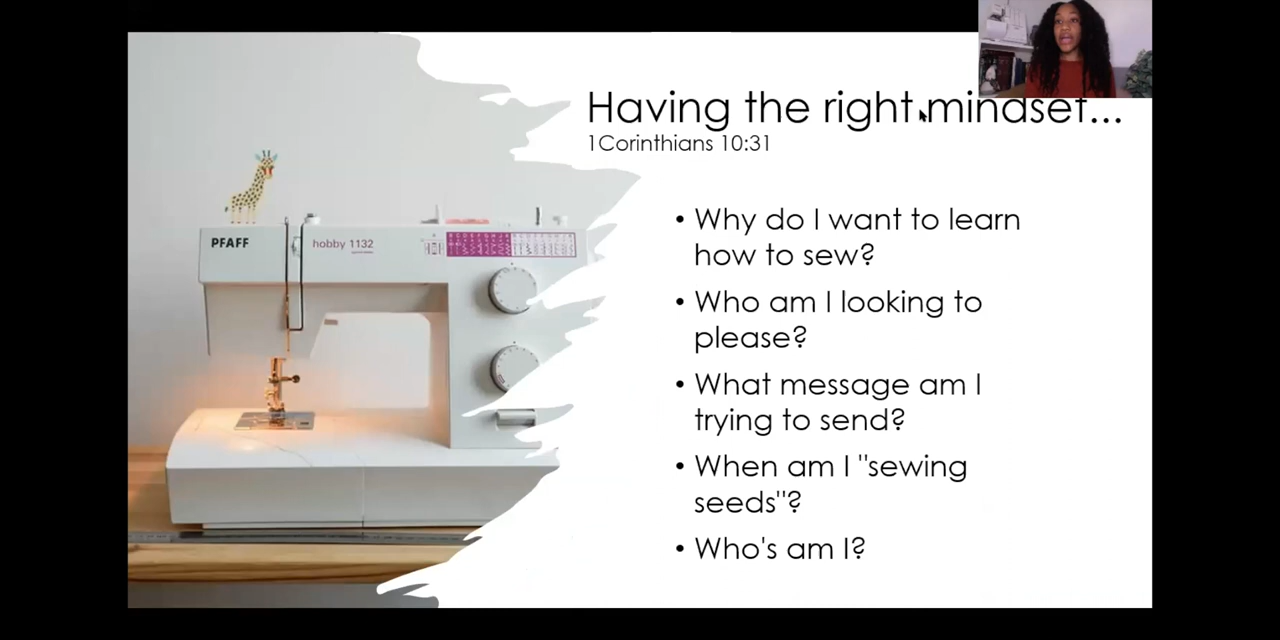 Having the right mindset...
1Corinthians 10:31
PFAFF
hobby 1132
• Why do I want to learn
how to sew?
• Who am I looking to
please?
• What message am I
trying to send?
• When am I "sewing
seeds"?
• Who's am I?